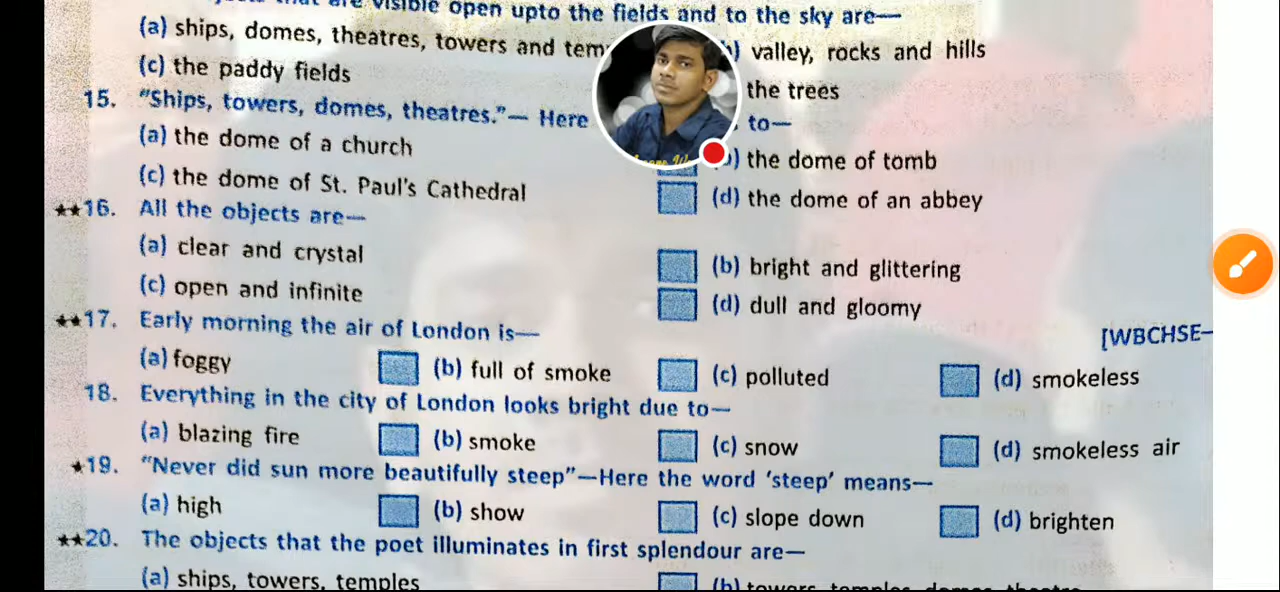 are visible open upto the fields and to the sky are—
(a) ships, domes, theatres, towers and
valley, rocks and hills
(c) the paddy fields
the trees
15. "Ships, towers, domes, theatres."— Here
to—
(a) the dome of a church
the dome of tomb
(c) the dome of St. Paul's Cathedral
(d) the dome of an abbey
★★16. All the objects are—
(a) clear and crystal
(b) bright and glittering
(c) open and infinite
(d) dull and gloomy
★★17. Early morning the air of London is—
[WBCHSE—
(a) foggy (b) full of smoke (c) polluted (d) smokeless
18. Everything in the city of London looks bright due to—
(a) blazing fire (b) smoke (c) snow (d) smokeless air
★19. "Never did sun more beautifully steep"—Here the word 'steep' means—
(a) high (b) show (c) slope down (d) brighten
★★20. The objects that the poet illuminates in first splendour are—
(a) ships, towers, temples
(b) towers, temples, domes,